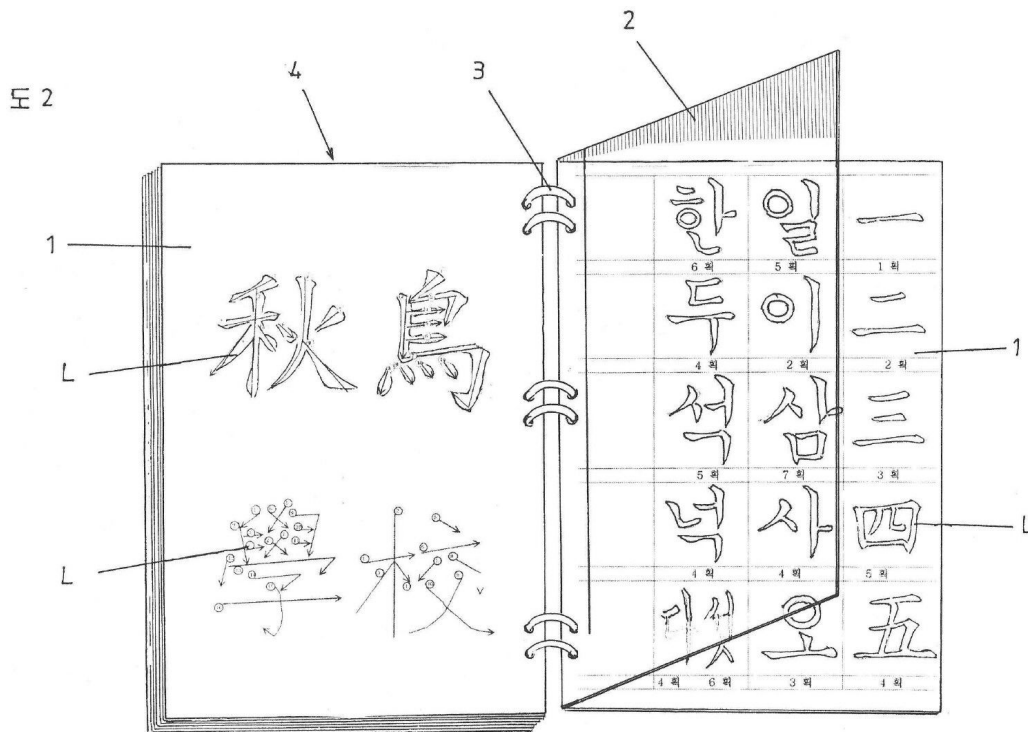 도 2
4
3
2
1
秋 鳥
L
學 校
L
한 일 一
6 획 5 획 1 획
두 이 二
4 획 2 획 2 획
1
석 삼 三
5 획 7 획 3 획
넉 사 四
L
4 획 4 획 5 획
다섯 오 五
4 획 6 획 3 획 4 획